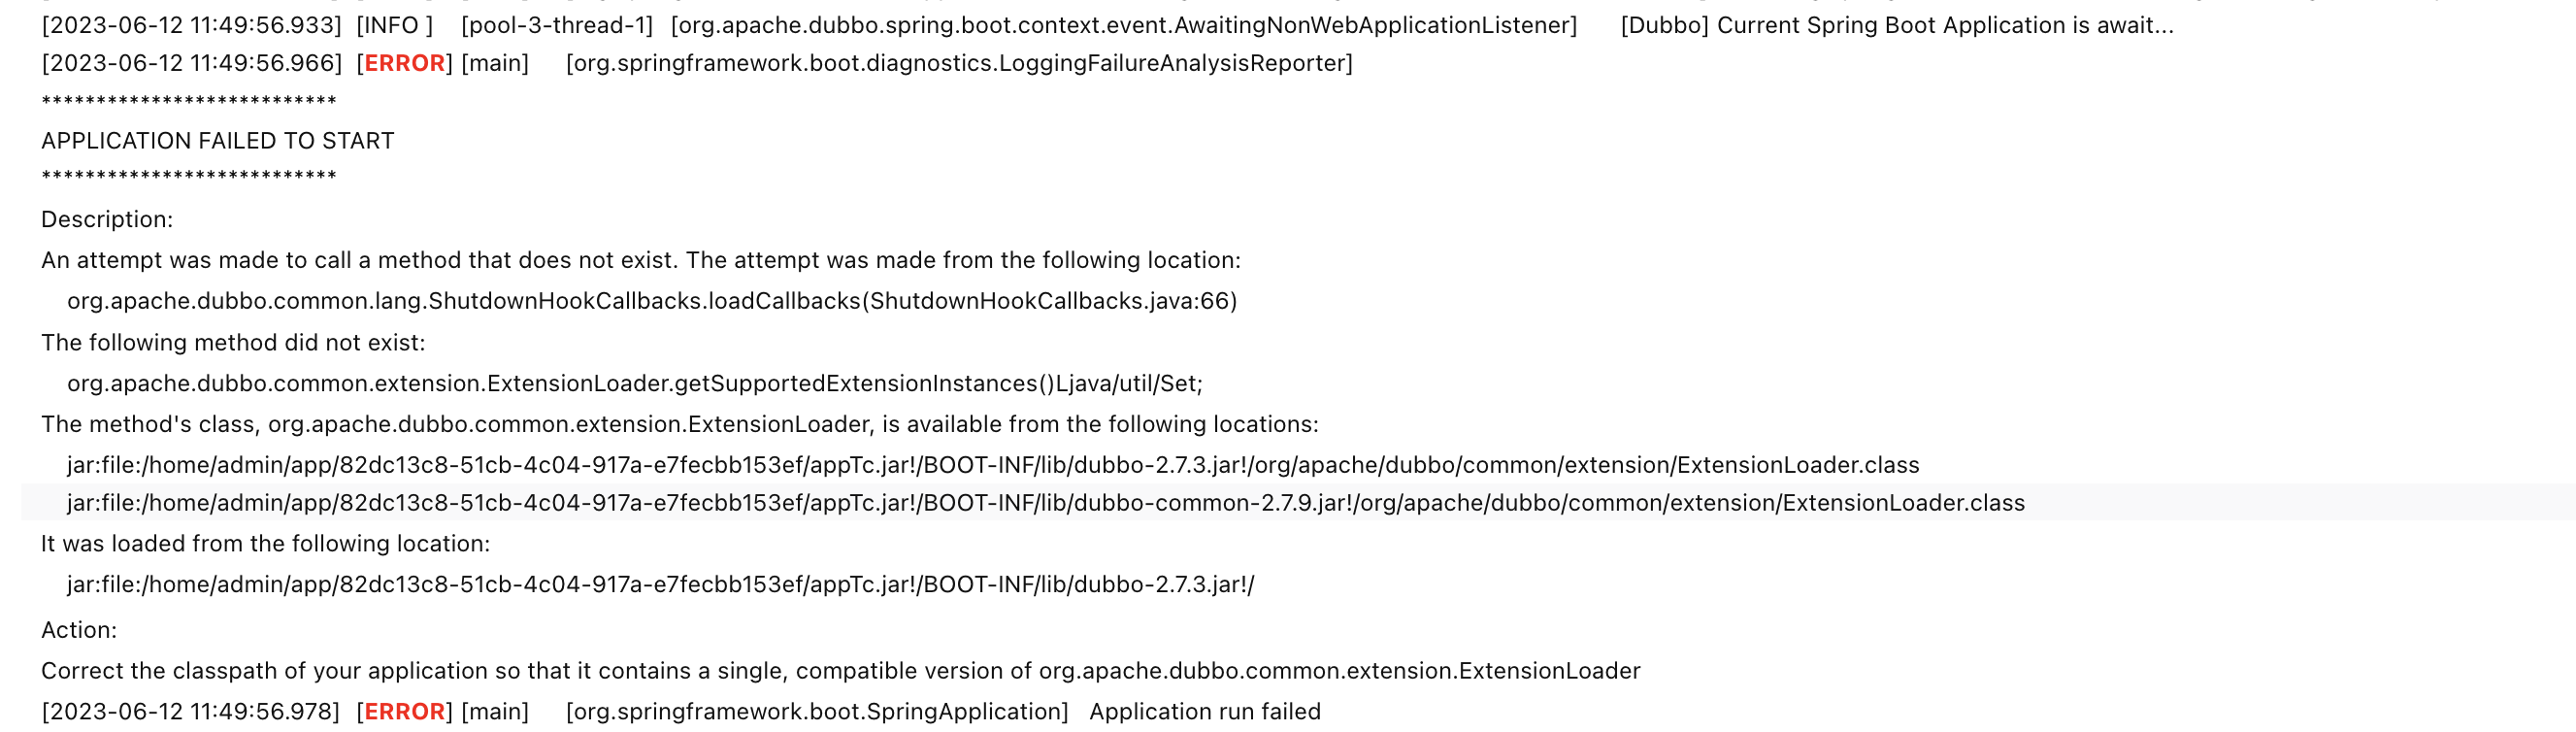 [2023-06-12 11:49:56.933] [INFO ] [pool-3-thread-1] [org.apache.dubbo.spring.boot.context.event.AwaitingNonWebApplicationListener] [Dubbo] Current Spring Boot Application is await...
[2023-06-12 11:49:56.966] [ERROR] [main] [org.springframework.boot.diagnostics.LoggingFailureAnalysisReporter]
***************************
APPLICATION FAILED TO START
***************************
Description:
An attempt was made to call a method that does not exist. The attempt was made from the following location:
org.apache.dubbo.common.lang.ShutdownHookCallbacks.loadCallbacks(ShutdownHookCallbacks.java:66)
The following method did not exist:
org.apache.dubbo.common.extension.ExtensionLoader.getSupportedExtensionInstances()Ljava/util/Set;
The method's class, org.apache.dubbo.common.extension.ExtensionLoader, is available from the following locations:
jar:file:/home/admin/app/82dc13c8-51cb-4c04-917a-e7fecbb153ef/appTc.jar!/BOOT-INF/lib/dubbo-2.7.3.jar!/org/apache/dubbo/common/extension/ExtensionLoader.class
jar:file:/home/admin/app/82dc13c8-51cb-4c04-917a-e7fecbb153ef/appTc.jar!/BOOT-INF/lib/dubbo-common-2.7.9.jar!/org/apache/dubbo/common/extension/ExtensionLoader.class
It was loaded from the following location:
jar:file:/home/admin/app/82dc13c8-51cb-4c04-917a-e7fecbb153ef/appTc.jar!/BOOT-INF/lib/dubbo-2.7.3.jar!/
Action:
Correct the classpath of your application so that it contains a single, compatible version of org.apache.dubbo.common.extension.ExtensionLoader
[2023-06-12 11:49:56.978] [ERROR] [main] [org.springframework.boot.SpringApplication] Application run failed